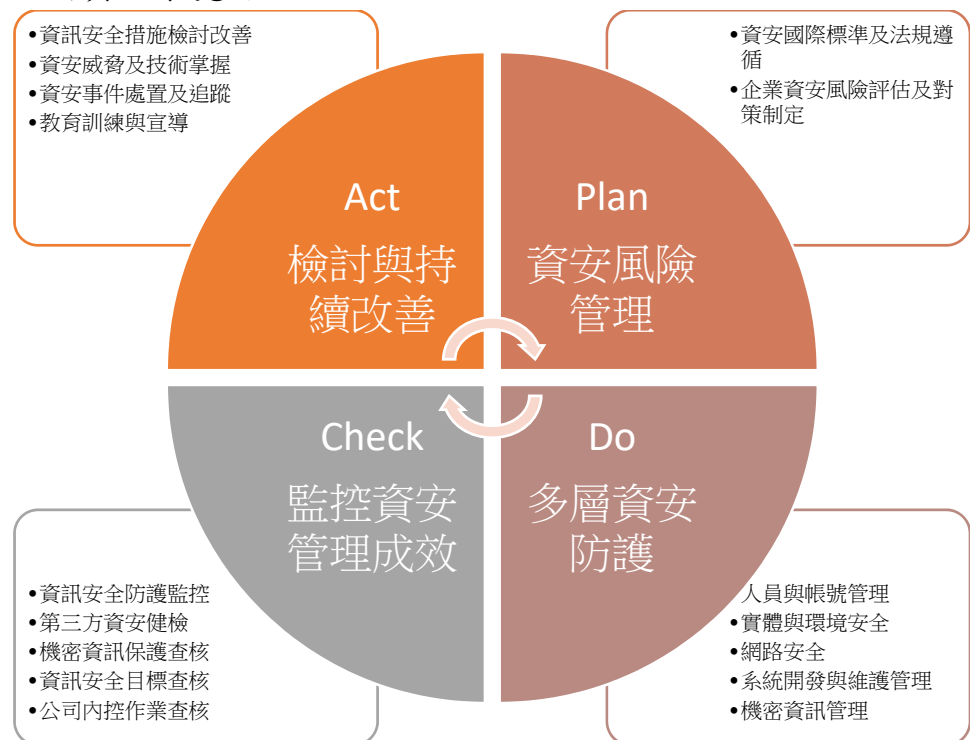 •資訊安全措施檢討改善
•資安威脅及技術掌握
•資安事件處置及追蹤
•教育訓練與宣導
•資安國際標準及法規遵
循
•企業資安風險評估及對
策制定
Act
檢討與持
續改善
Plan
資安風險
管理
Check
監控資安
管理成效
Do
多層資安
防護
•資訊安全防護監控
•第三方資安健檢
•機密資訊保護查核
•資訊安全目標查核
•公司內控作業查核
人員與帳號管理
•實體與環境安全
•網路安全
•系統開發與維護管理
•機密資訊管理